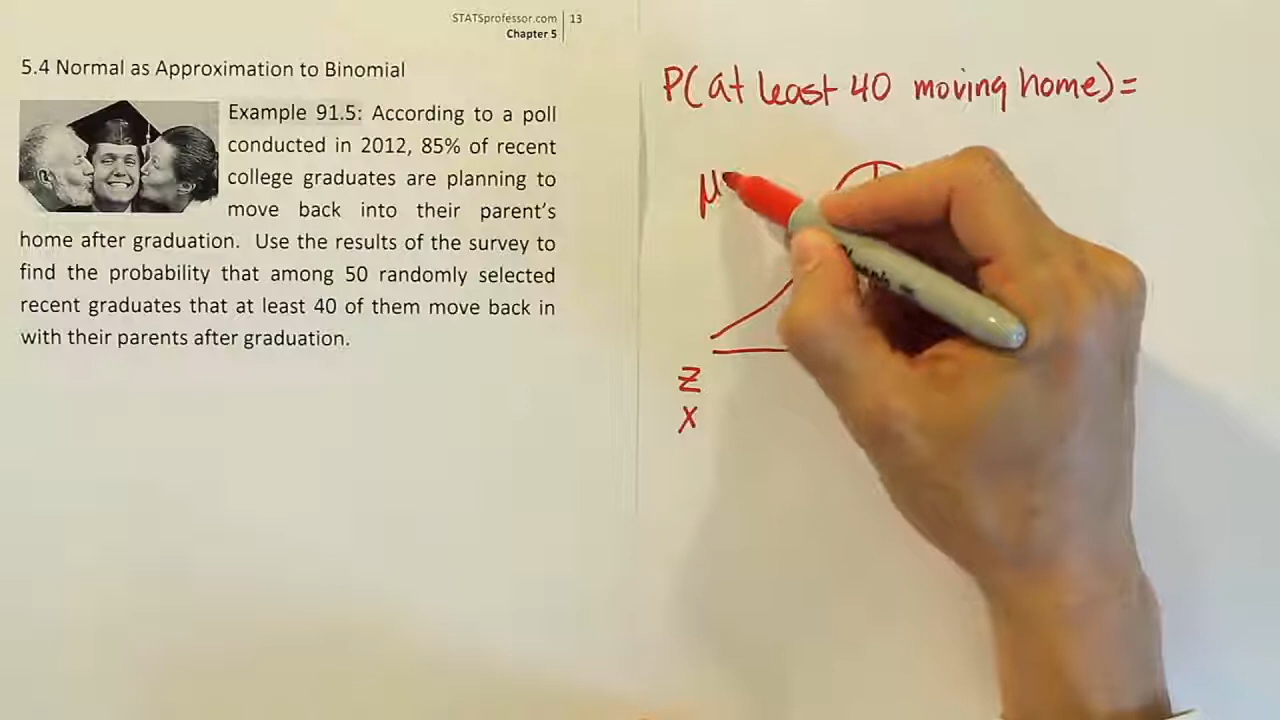 STATSprofessor.com 13
Chapter 5
5.4 Normal as Approximation to Binomial
Example 91.5: According to a poll
conducted in 2012, 85% of recent
college graduates are planning to
move back into their parent's
home after graduation. Use the results of the survey to
find the probability that among 50 randomly selected
recent graduates that at least 40 of them move back in
with their parents after graduation.
P(at least 40 moving home) =
μ
Z
X